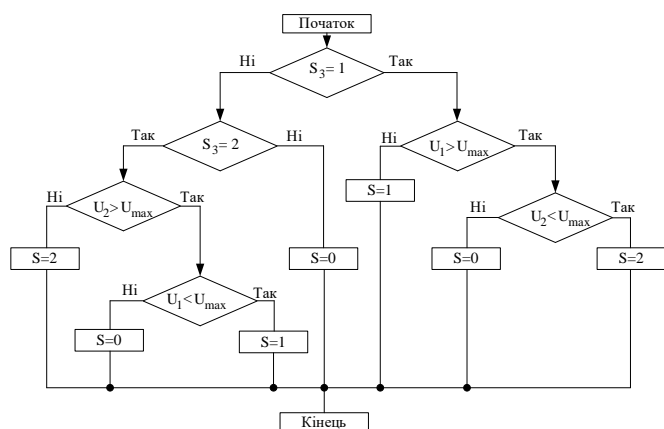 Початок
Ні
S3= 1
Так
Так
S3= 2
Ні
Ні
U1>Umax
Так
Ні
U2>Umax
Так
S=1
Ні
U2<Umax
Так
S=2
S=0
S=0
S=2
Ні
U1<Umax
Так
S=0
S=1
Кінець